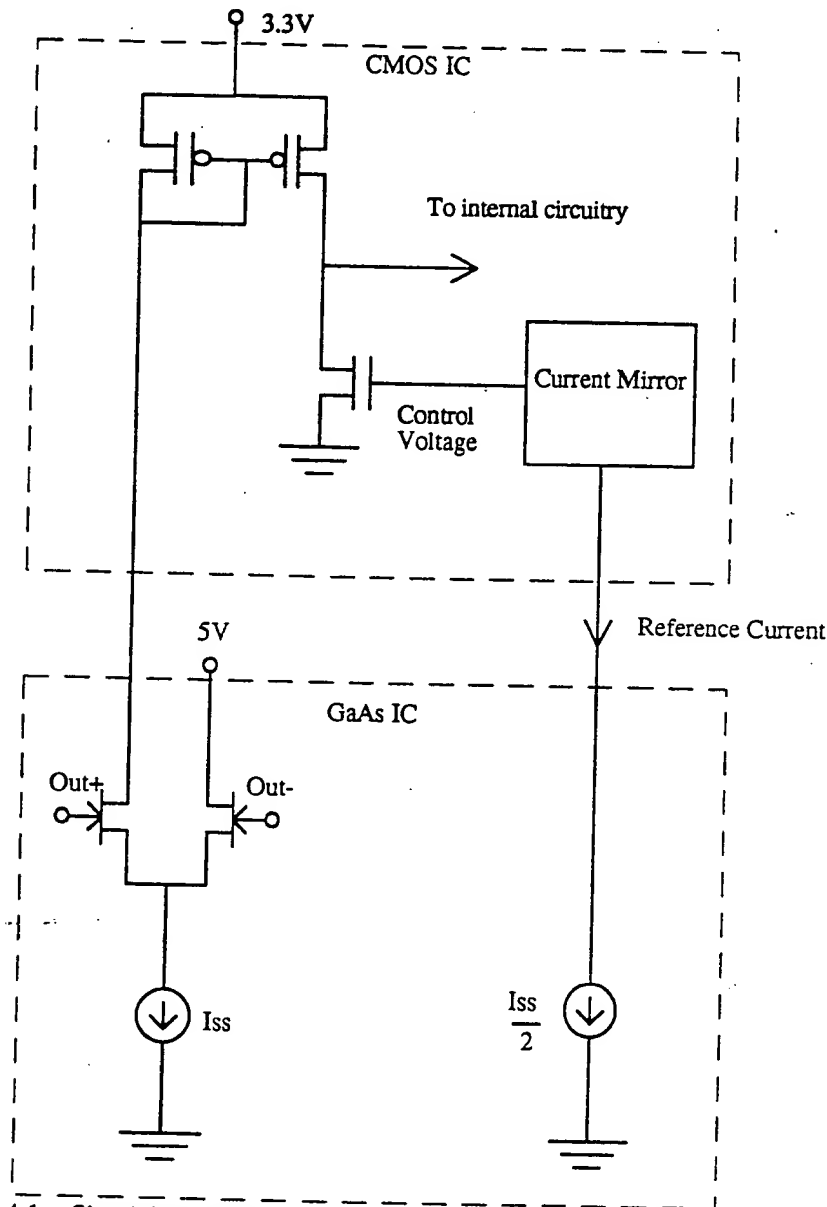 3.3V
CMOS IC
To internal circuitry
Current Mirror
Control
Voltage
Reference Current
5V
GaAs IC
Out+
Out-
Iss
Iss
2